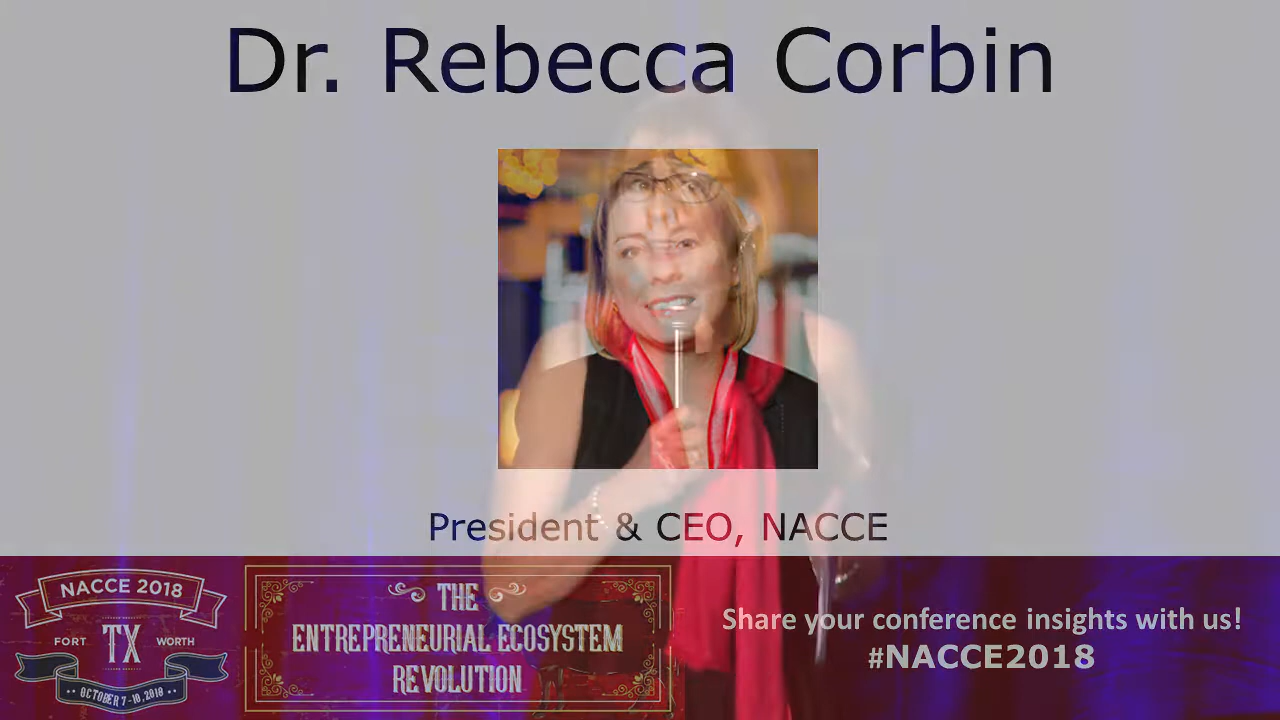 Dr. Rebecca Corbin
President & CEO, NACCE
NACCE 2018
FORT TX WORTH
OCTOBER 7-10, 2018
THE
ENTREPRENEURIAL ECOSYSTEM
REVOLUTION
Share your conference insights with us!
#NACCE2018